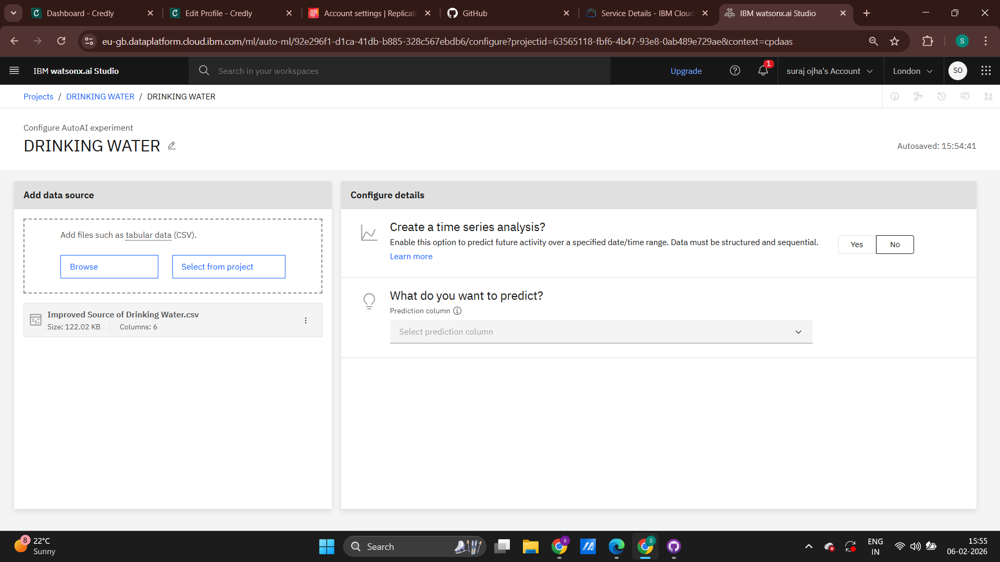 Dashboard - Credly
Edit Profile - Credly
Account settings | Replicat
GitHub
Service Details - IBM Cloud
IBM watsonx.ai Studio
eu-gb.dataplatform.cloud.ibm.com/ml/auto-ml/92e296f1-d1ca-41db-b885-328c567ebdb6/configure?projectid=63565118-fbf6-4b47-93e8-0ab489e729ae&context=cpdaas
S
IBM watsonx.ai Studio
Search in your workspaces
Upgrade
1
suraj ojha's Account
London
SO
Projects / DRINKING WATER / DRINKING WATER
Configure AutoAI experiment
DRINKING WATER
Autosaved: 15:54:41
Add data source
Add files such as tabular data (CSV).
Browse
Select from project
Improved Source of Drinking Water.csv
Size: 122.02 KB
Columns: 6
Configure details
Create a time series analysis?
Enable this option to predict future activity over a specified date/time range. Data must be structured and sequential.
Learn more
Yes
No
What do you want to predict?
Prediction column
Select prediction column
8
22°C
Sunny
Search
S
S
ENG
IN
15:55
06-02-2026